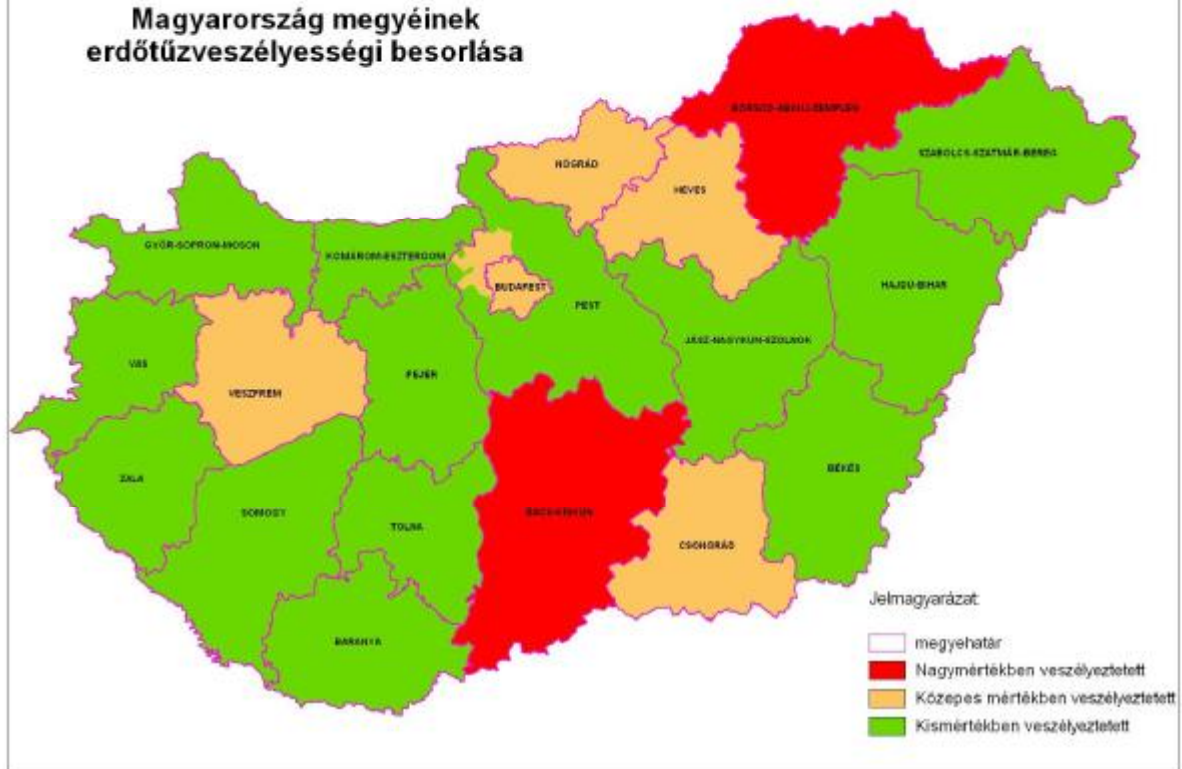 Magyarország megyéinek
erdőtűzveszélyességi besorlása
BORSOD-ABAÚJ-ZEMPLÉN
SZABOLCS-SZATMÁR-BEREG
NÓGRÁD
HEVES
GYŐR-SOPRON-MOSON
KOMÁROM-ESZTERGOM
BUDAPEST
PEST
HAJDÚ-BIHAR
JÁSZ-NAGYKUN-SZOLNOK
VAS
FEJÉR
VESZPRÉM
BÉKÉS
ZALA
SOMOGY
BÁCS-KISKUN
TOLNA
CSONGRÁD
BARANYA
Jelmagyarázat:
megyehatár
Nagymértékben veszélyeztetett
Közepes mértékben veszélyeztetett
Kismértékben veszélyeztetett